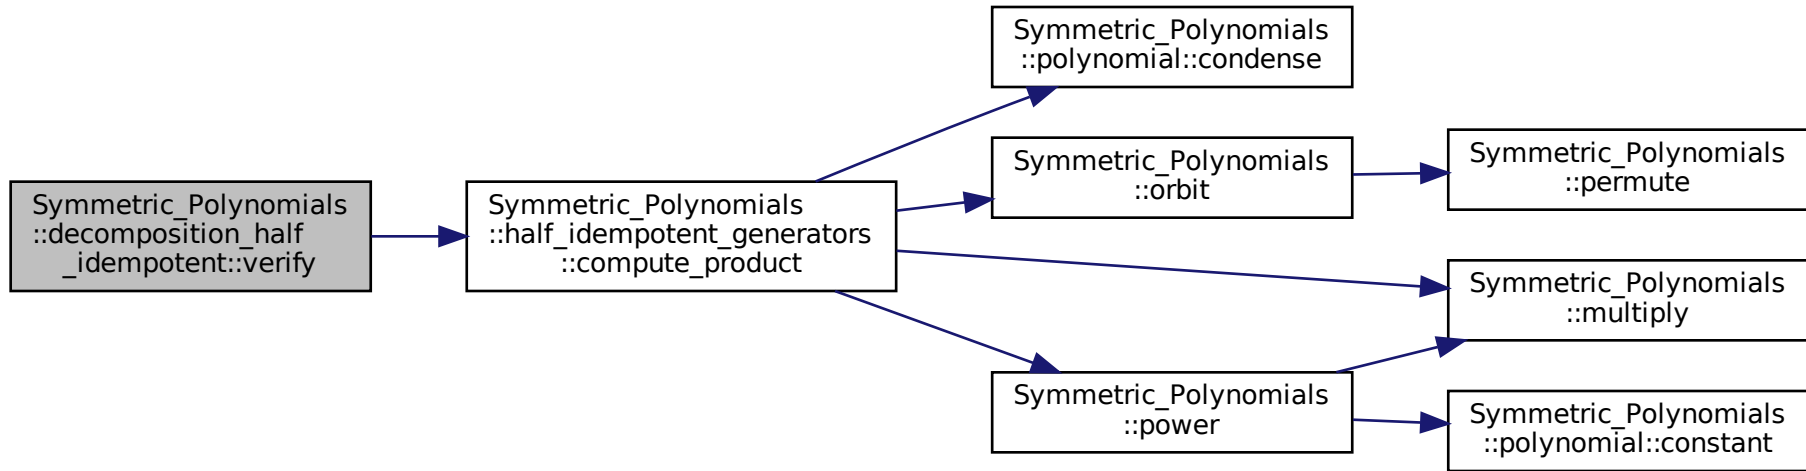 Symmetric_Polynomials
::decomposition_half
_idempotent::verify
Symmetric_Polynomials
::half_idempotent_generators
::compute_product
Symmetric_Polynomials
::polynomial::condense
Symmetric_Polynomials
::orbit
Symmetric_Polynomials
::permute
Symmetric_Polynomials
::multiply
Symmetric_Polynomials
::power
Symmetric_Polynomials
::polynomial::constant